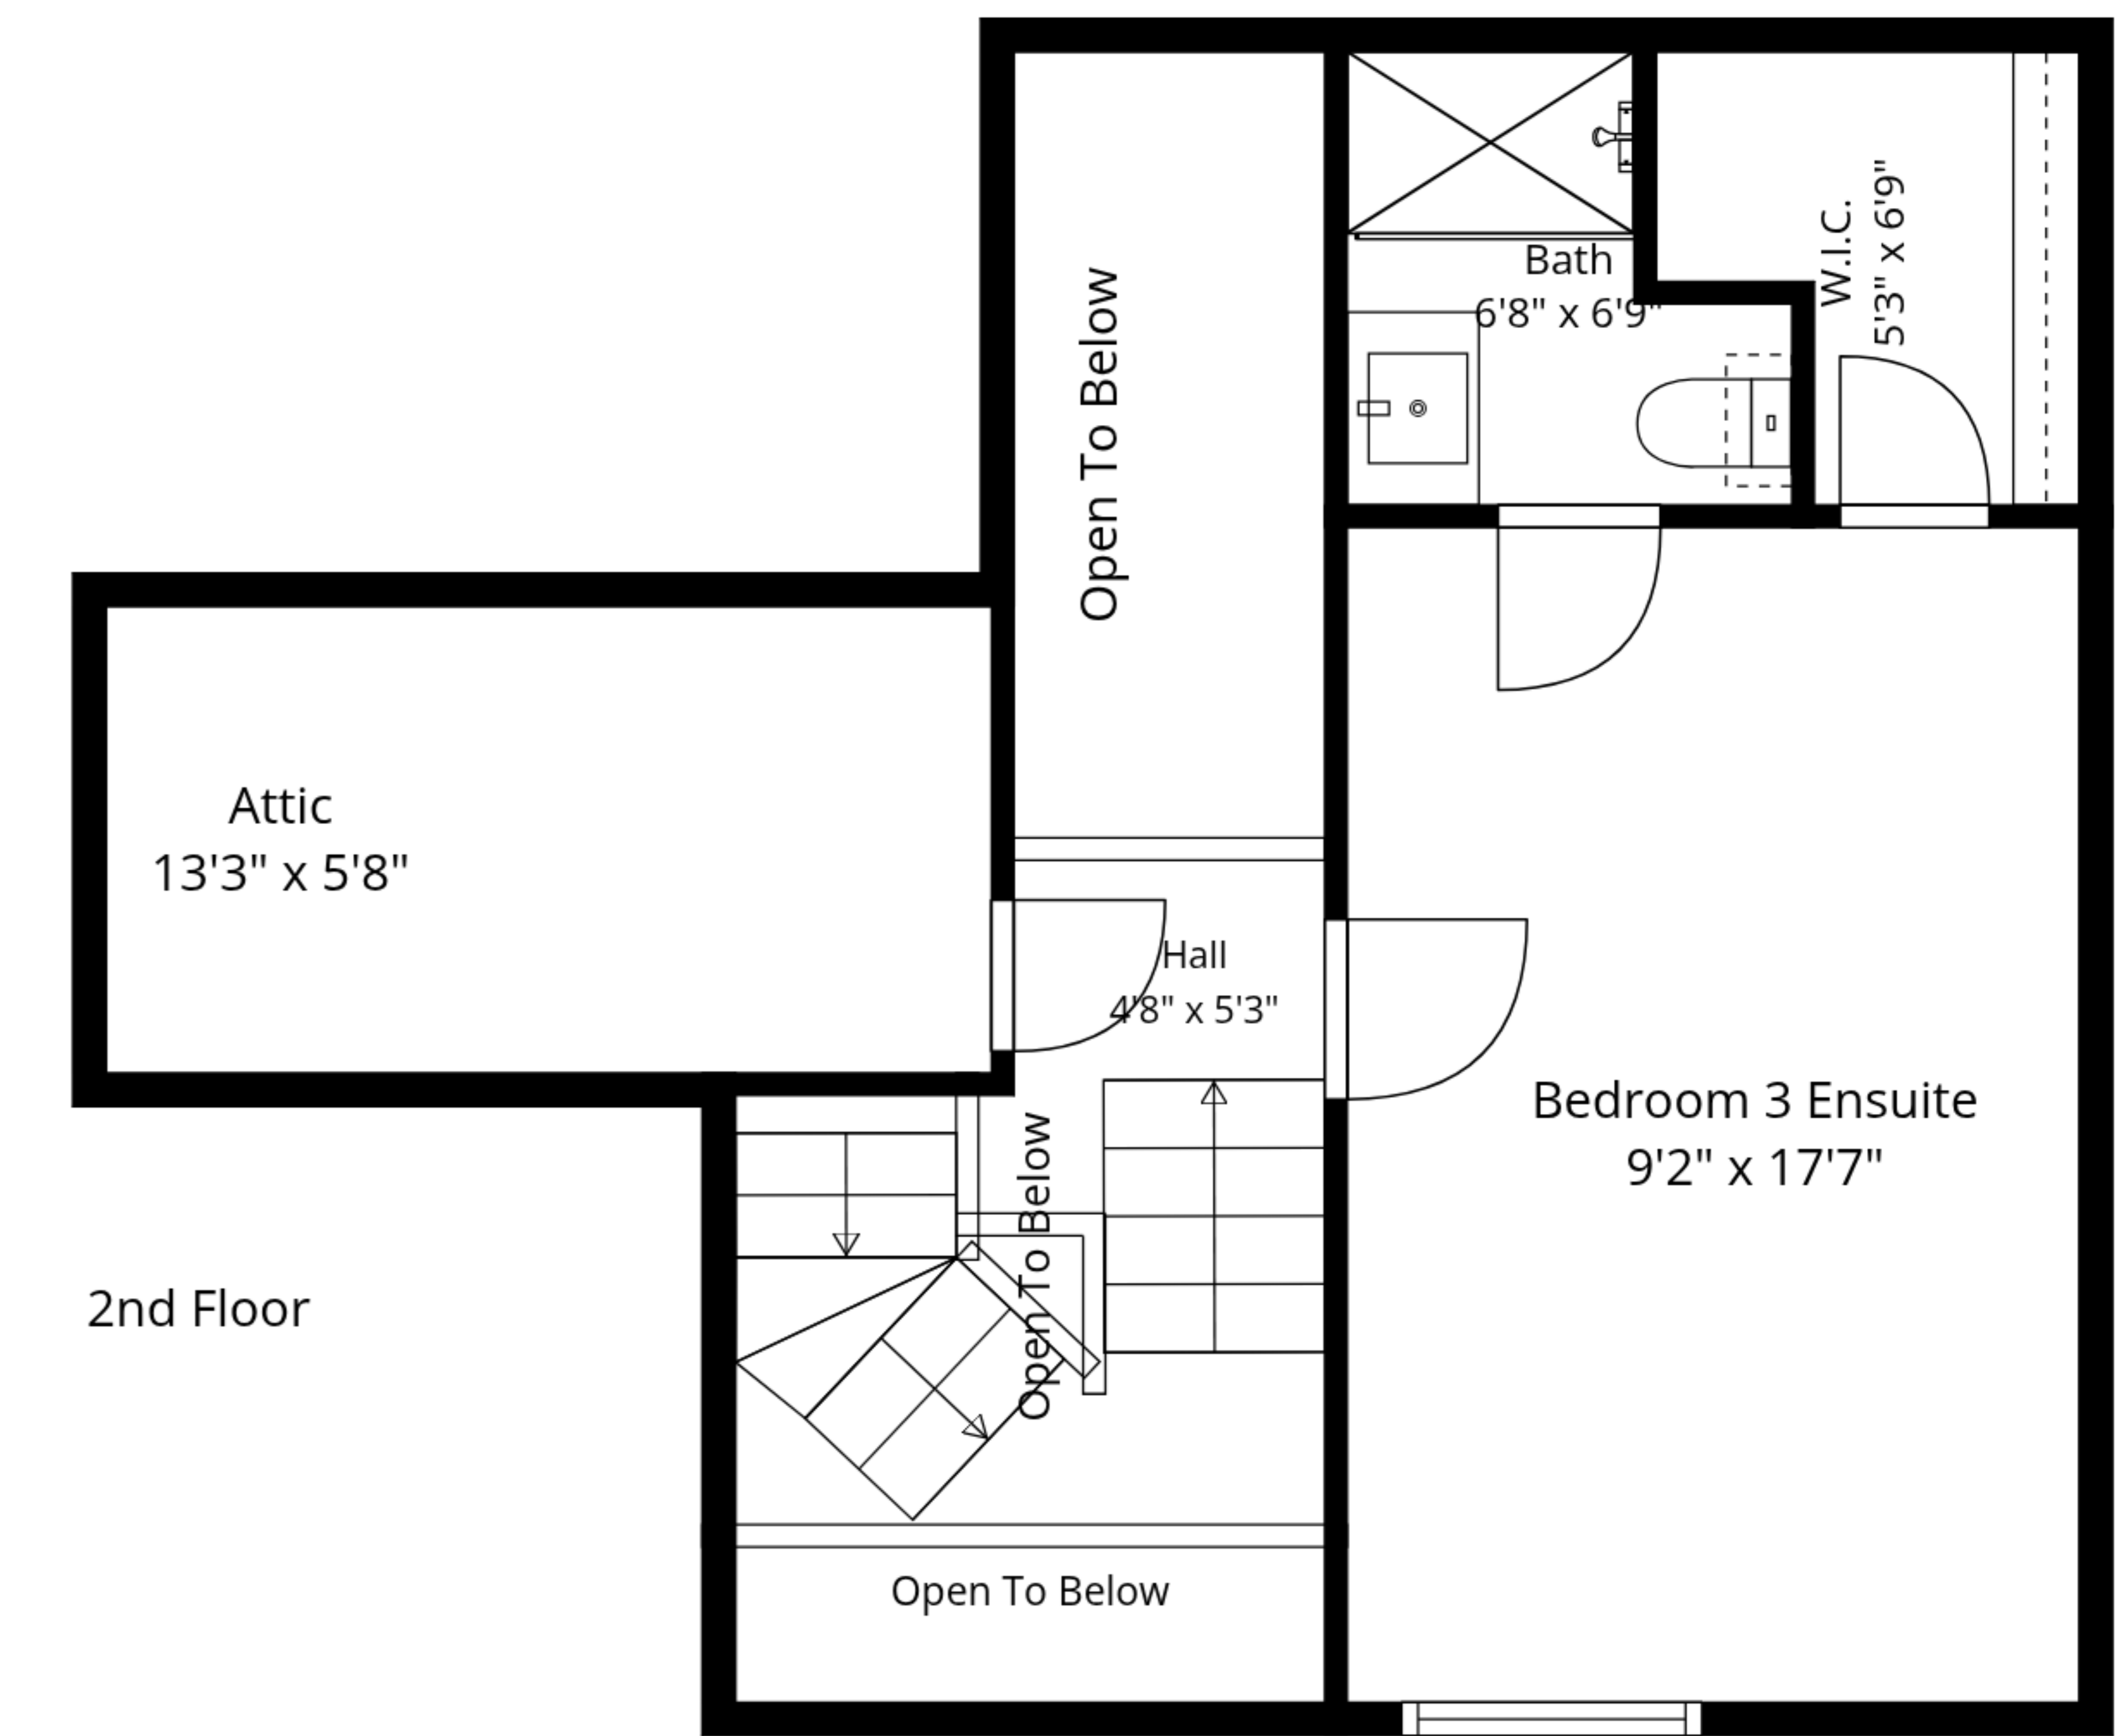 Open To Below
Bath
6'8" x 6'9"
W.I.C.
5'3" x 6'9"
Attic
13'3" x 5'8"
Hall
4'8" x 5'3"
Bedroom 3 Ensuite
9'2" x 17'7"
Open To Below
2nd Floor
Open To Below